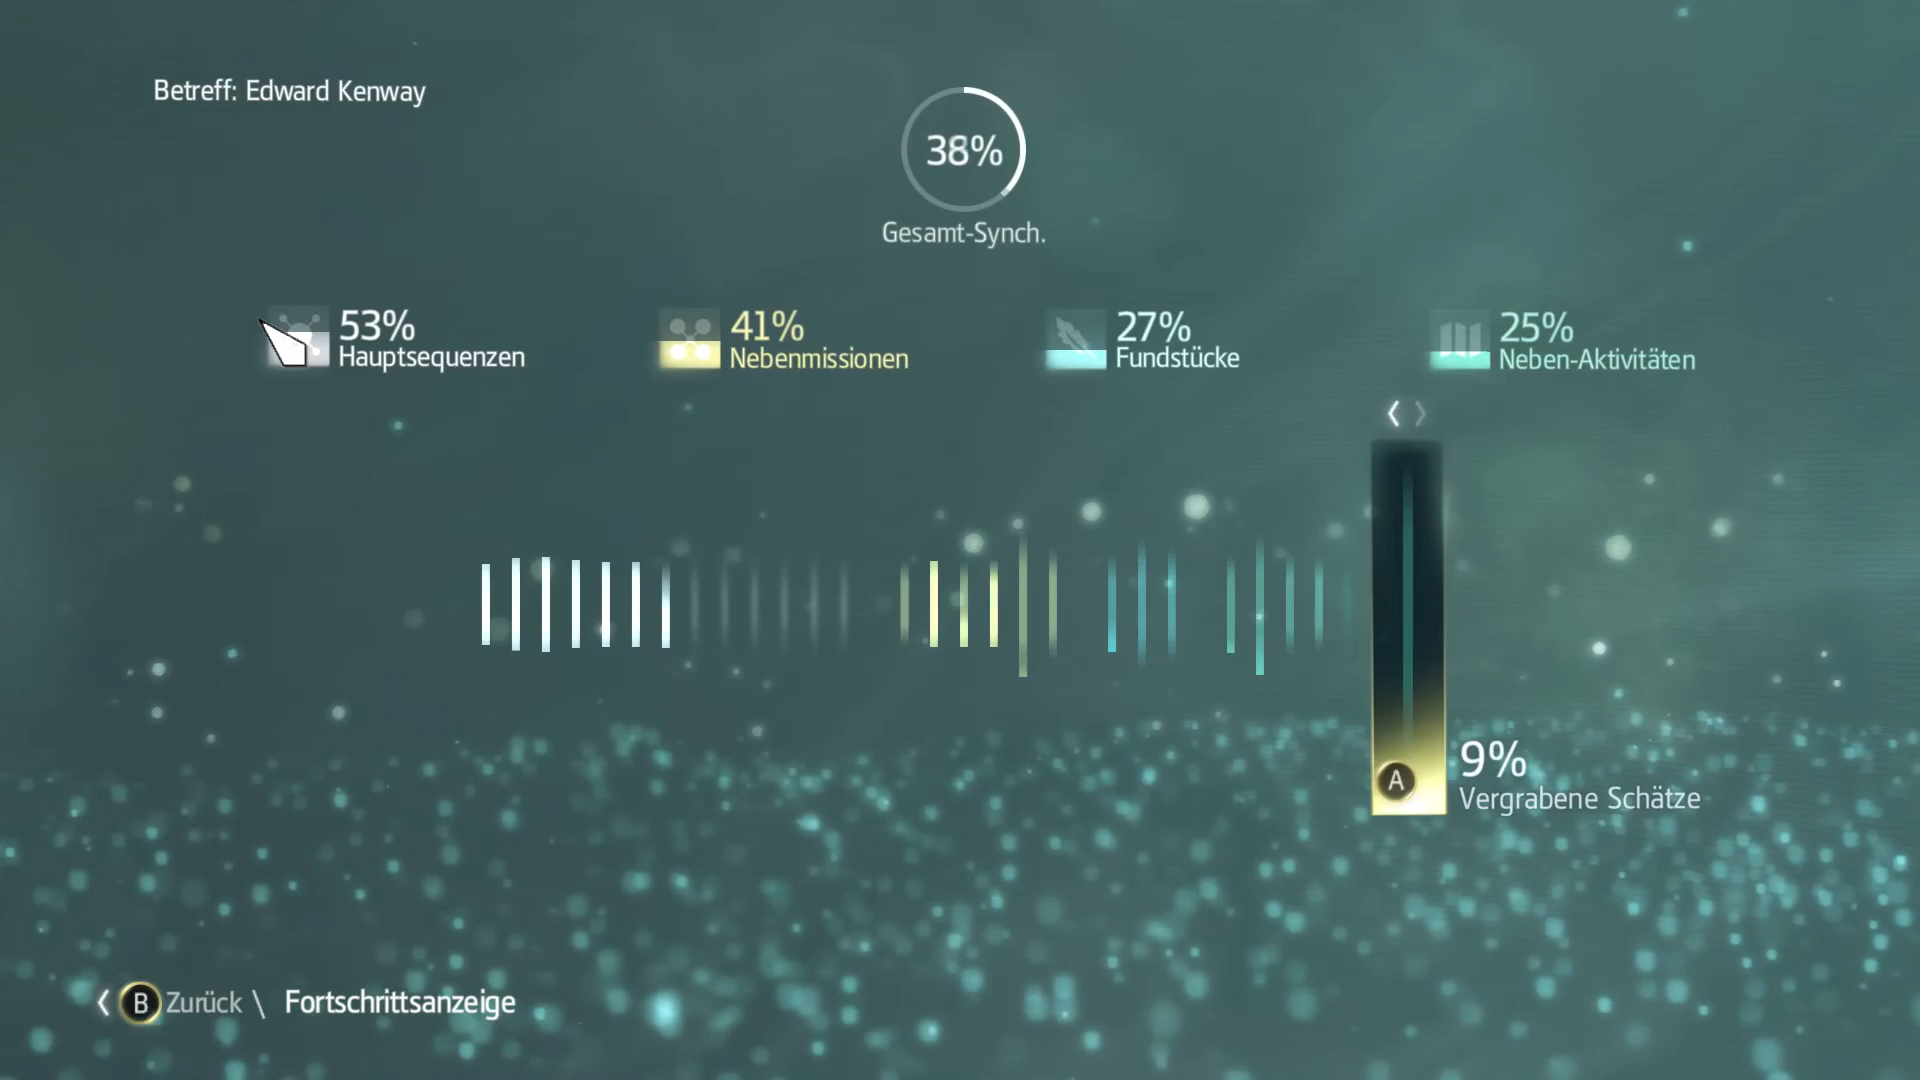 Betreff: Edward Kenway
38%
Gesamt-Synch.
53%
Hauptsequenzen
41%
Nebenmissionen
27%
Fundstücke
25%
Neben-Aktivitäten
A
9%
Vergrabene Schätze
B Zurück \ Fortschrittsanzeige